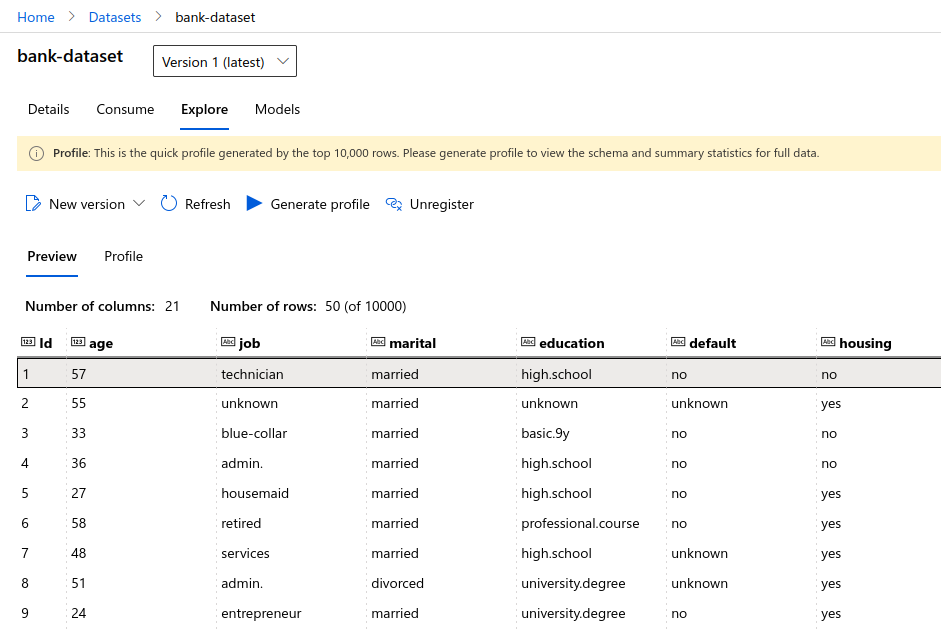 Home > Datasets > bank-dataset
bank-dataset Version 1 (latest)
Details Consume Explore Models
Profile: This is the quick profile generated by the top 10,000 rows. Please generate profile to view the schema and summary statistics for full data.
New version Refresh Generate profile Unregister
Preview Profile
Number of columns: 21 Number of rows: 50 (of 10000)
123 Id 123 age Abc job Abc marital Abc education Abc default Abc housing
1 57 technician married high.school no no
2 55 unknown married unknown unknown yes
3 33 blue-collar married basic.9y no no
4 36 admin. married high.school no no
5 27 housemaid married high.school no yes
6 58 retired married professional.course no yes
7 48 services married high.school unknown yes
8 51 admin. divorced university.degree unknown yes
9 24 entrepreneur married university.degree no yes